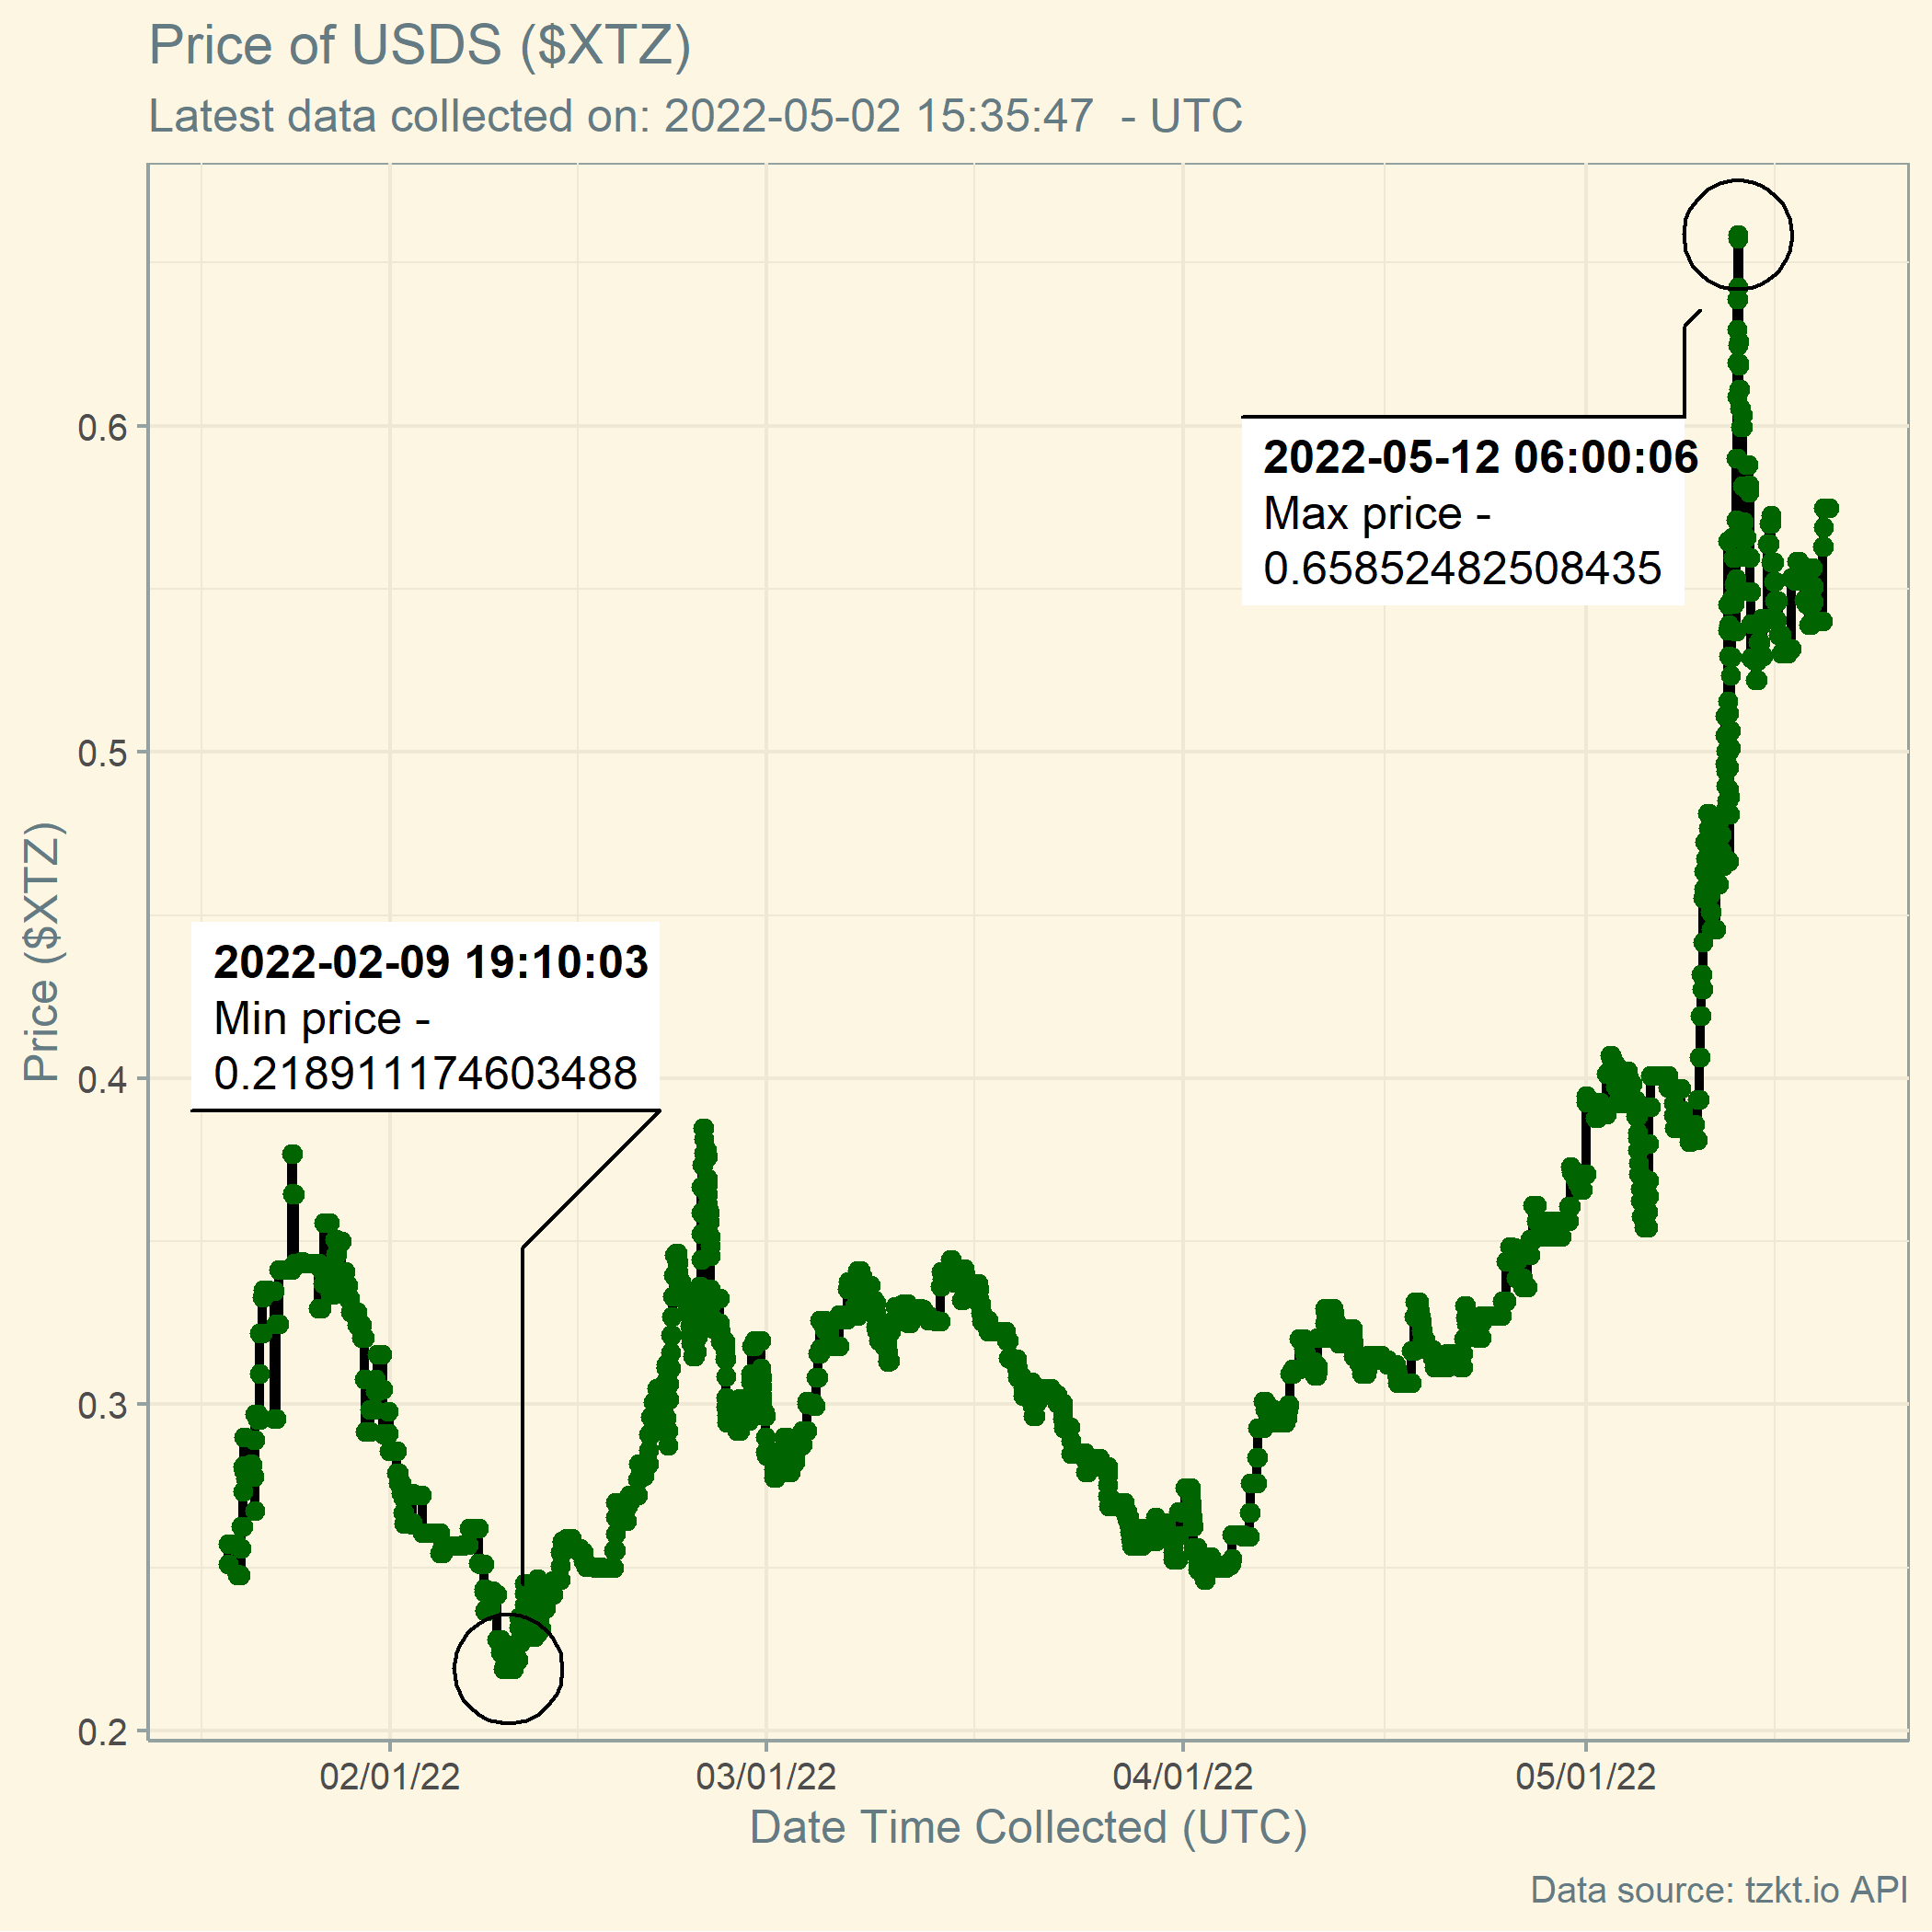 Price of USDS ($XTZ)
Latest data collected on: 2022-05-02 15:35:47  - UTC
2022-05-12 06:00:06
Max price -
0.65852482508435
2022-02-09 19:10:03
Min price -
0.218911174603488
Price ($XTZ)
0.6
0.5
0.4
0.3
0.2
02/01/22
03/01/22
04/01/22
05/01/22
Date Time Collected (UTC)
Data source: tzkt.io API